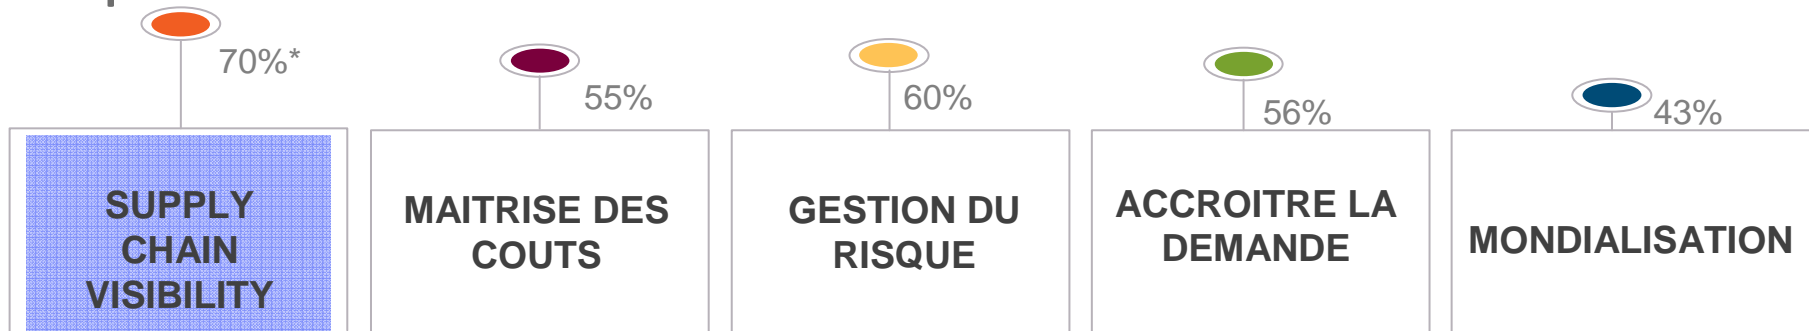 70%*
55%
60%
56%
43%
SUPPLY
CHAIN
VISIBILITY
MAITRISE DES
COUTS
GESTION DU
RISQUE
ACCROITRE LA
DEMANDE
MONDIALISATION